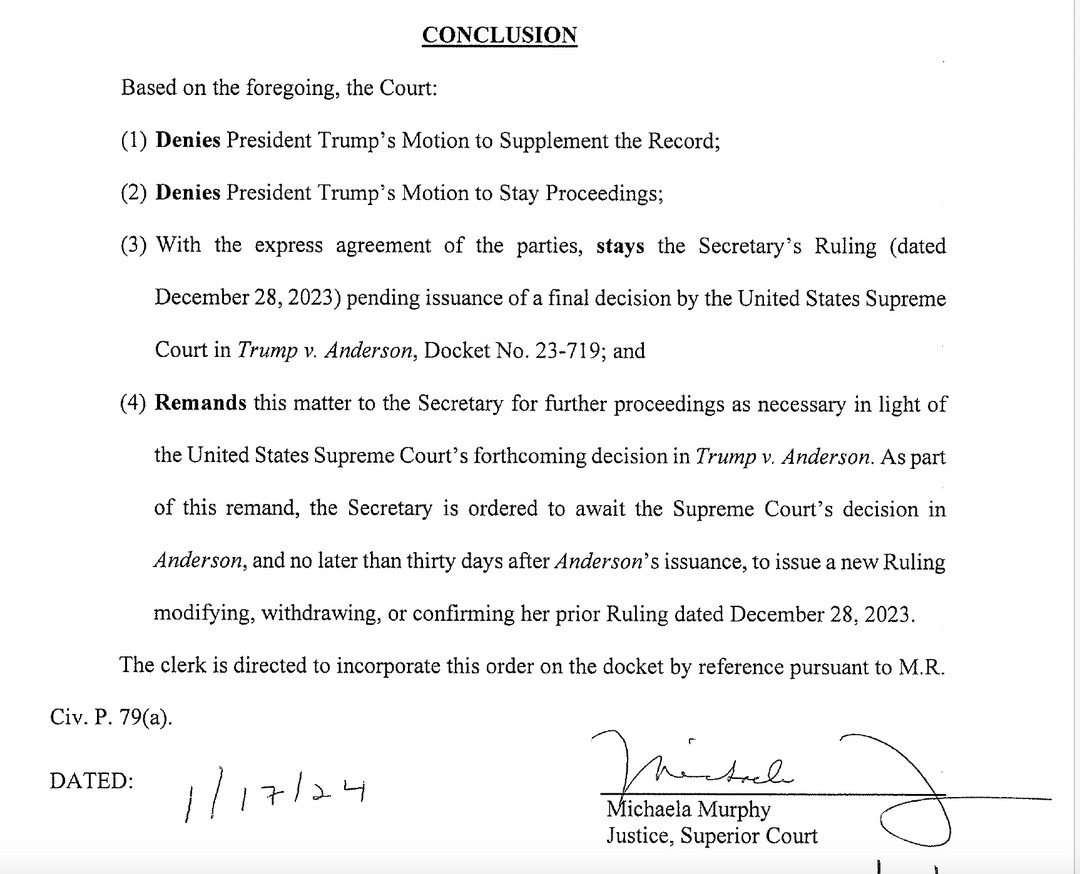 CONCLUSION
Based on the foregoing, the Court:
(1) Denies President Trump’s Motion to Supplement the Record;
(2) Denies President Trump’s Motion to Stay Proceedings;
(3) With the express agreement of the parties, stays the Secretary’s Ruling (dated
December 28, 2023) pending issuance of a final decision by the United States Supreme
Court in Trump v. Anderson, Docket No. 23-719; and
(4) Remands this matter to the Secretary for further proceedings as necessary in light of
the United States Supreme Court’s forthcoming decision in Trump v. Anderson. As part
of this remand, the Secretary is ordered to await the Supreme Court’s decision in
Anderson, and no later than thirty days after Anderson’s issuance, to issue a new Ruling
modifying, withdrawing, or confirming her prior Ruling dated December 28, 2023.
The clerk is directed to incorporate this order on the docket by reference pursuant to M.R.
Civ. P. 79(a).
DATED: 1/17/24
Michaela Murphy
Justice, Superior Court